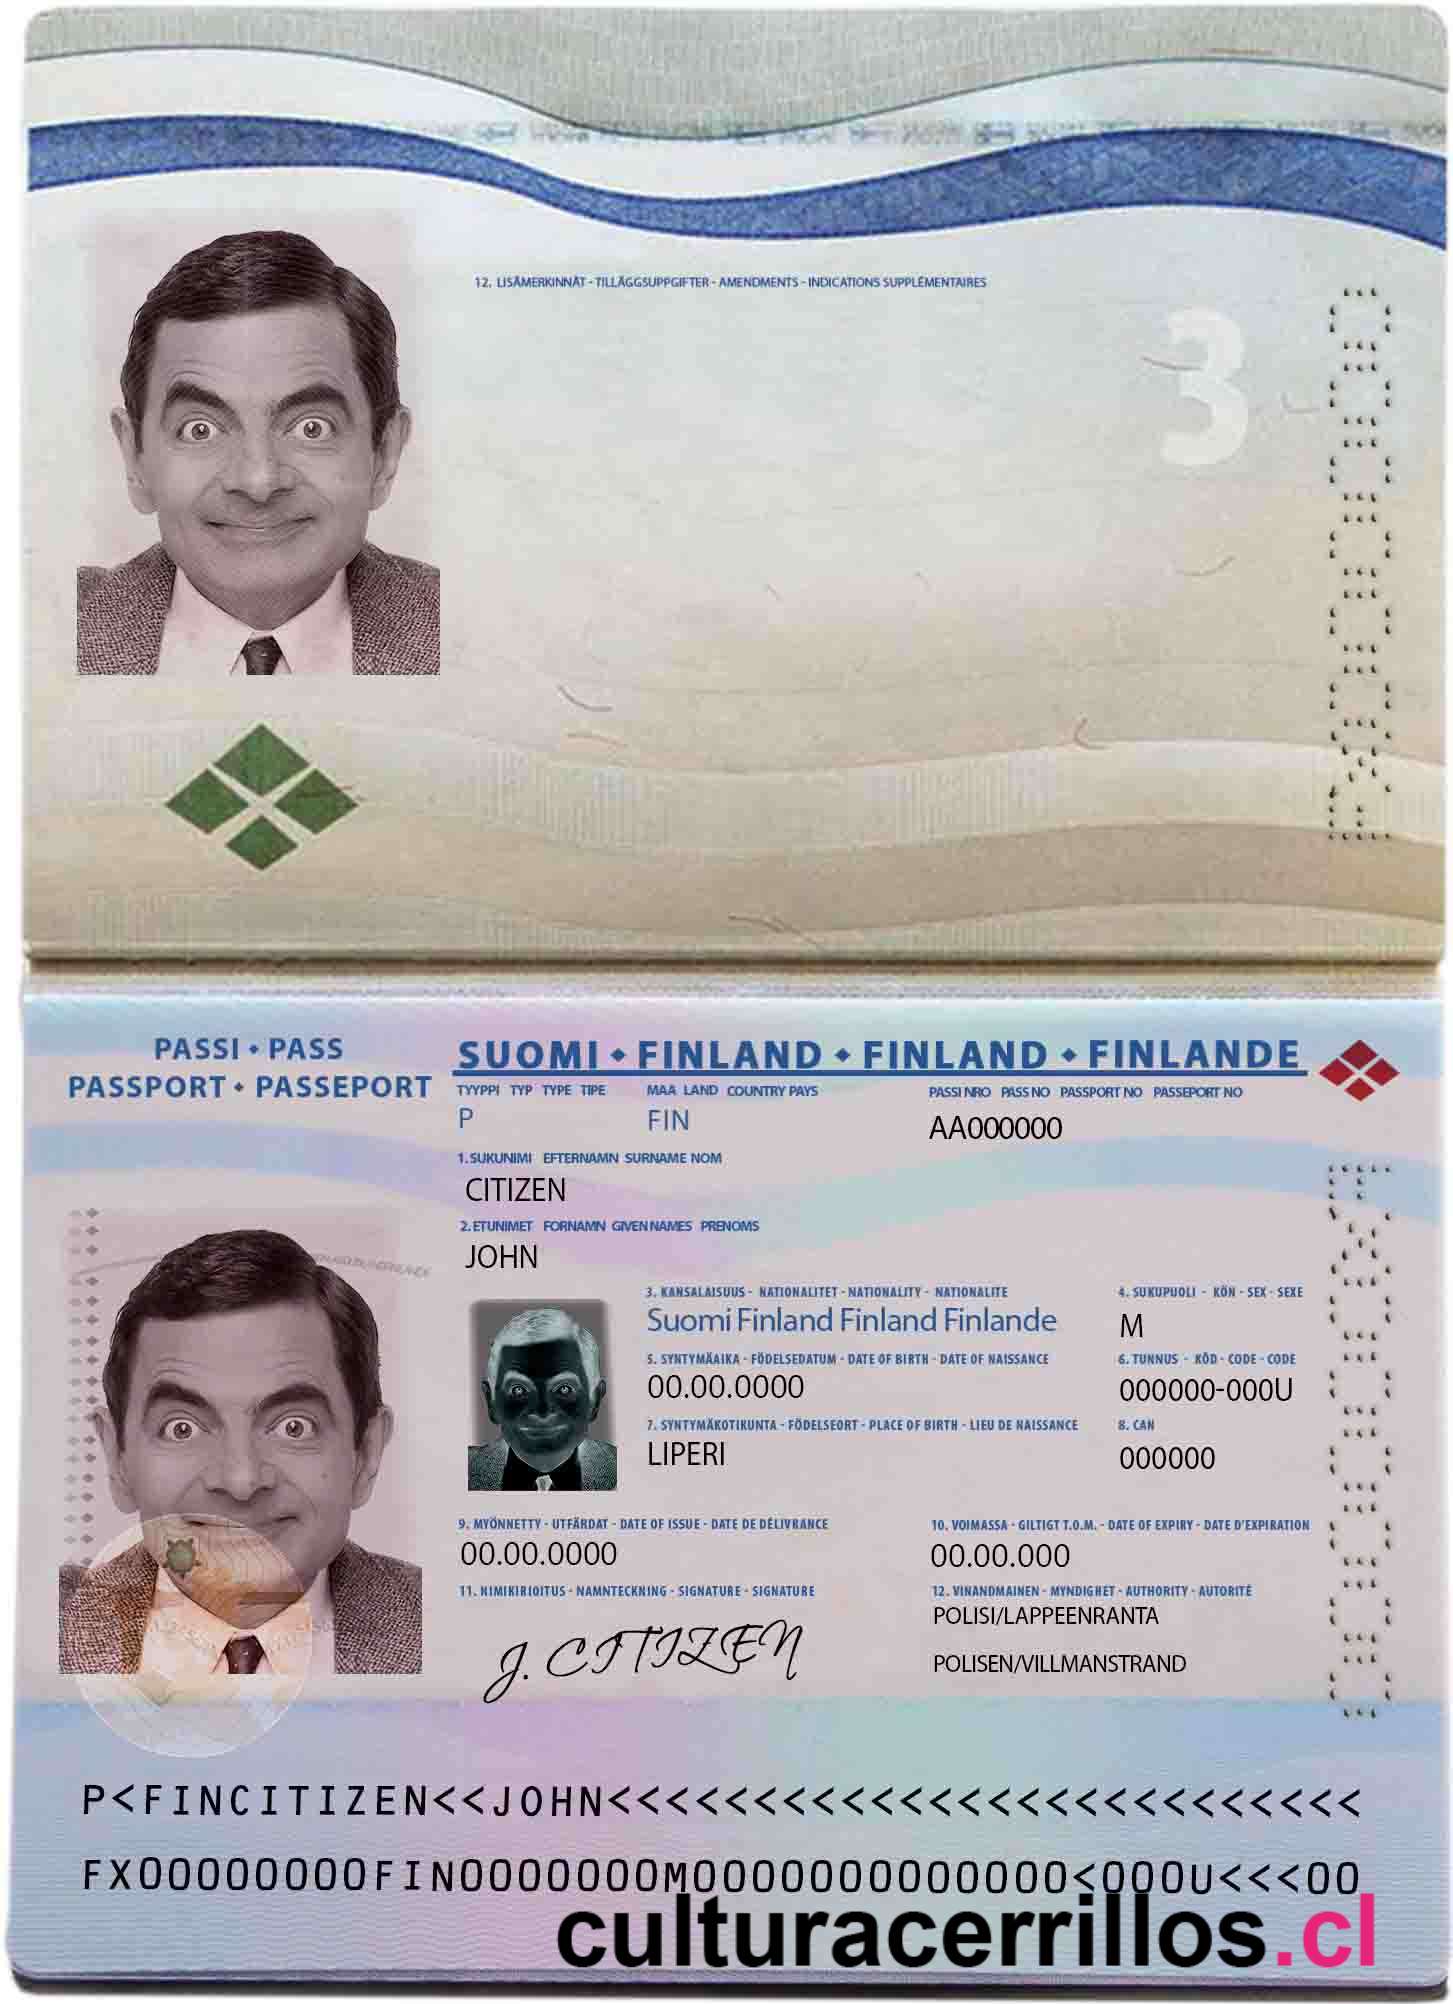 12. LISÄMERKINNÄT - TILLÄGGSUPPGIFTER - AMENDMENTS - INDICATIONS SUPPLÉMENTAIRES
3
PASSI • PASS
PASSPORT • PASSEPORT
SUOMI • FINLAND • FINLAND • FINLANDE
TYYPPI TYP TYPE TIPE
MAA LAND COUNTRY PAYS
PASSI NRO PASS NO PASSPORT NO PASSEPORT NO
P
FIN
AA000000
1.SUKUNIMI EFTERNAMN SURNAME NOM
CITIZEN
2.ETUNIMET FORNAMN GIVEN NAMES PRENOMS
JOHN
3. KANSALAISUUS - NATIONALITET - NATIONALITY - NATIONALITE
4. SUKUPUOLI - KÖN - SEX - SEXE
Suomi Finland Finland Finlande
M
5. SYNTYMÄAIKA - FÖDELSEDATUM - DATE OF BIRTH - DATE OF NAISSANCE
6. TUNNUS - KÖD - CODE - CODE
00.00.0000
000000-000U
7. SYNTYMÄKOTIKUNTA - FÖDELSEORT - PLACE OF BIRTH - LIEU DE NAISSANCE
8. CAN
LIPERI
000000
9. MYÖNNETTY - UTFÄRDAT - DATE OF ISSUE - DATE DE DÉLIVRANCE
10. VOIMASSA - GILTIGT T.O.M. - DATE OF EXPIRY - DATE D'EXPIRATION
00.00.0000
00.00.000
11. NIMIKIRIOITUS - NAMNTECKNING - SIGNATURE - SIGNATURE
12. VINANDMAINEN - MYNDIGHET - AUTHORITY - AUTORITÉ
J. CITIZEN
POLISI/LAPPEENRANTA
POLISEN/VILLMANSTRAND
P<FINCITIZEN<<JOHN<<<<<<<<<<<<<<<<<<<<<<<<<<
FX00000000FIN0000000M00000000000000<000U<<<00
culturacerrillos.cl